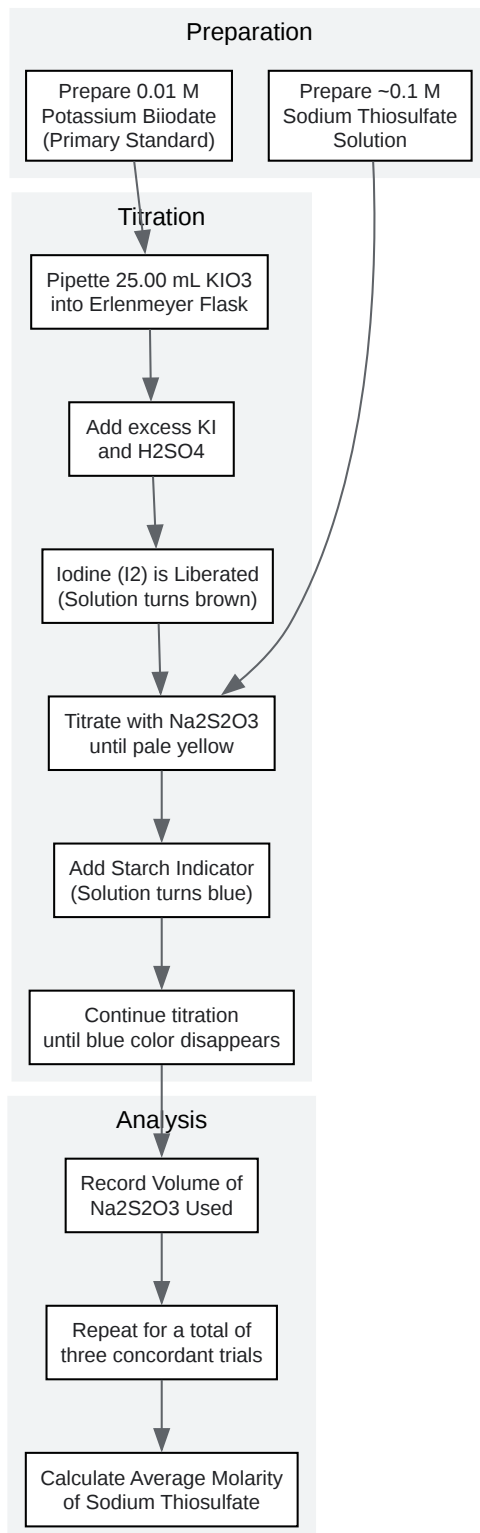 Preparation
Prepare 0.01 M
Potassium Biiodate
(Primary Standard)
Prepare ~0.1 M
Sodium Thiosulfate
Solution
Titration
Pipette 25.00 mL KIO3
into Erlenmeyer Flask
Add excess KI
and H2SO4
Iodine (I2) is Liberated
(Solution turns brown)
Titrate with Na2S2O3
until pale yellow
Add Starch Indicator
(Solution turns blue)
Continue titration
until blue color disappears
Analysis
Record Volume of
Na2S2O3 Used
Repeat for a total of
three concordant trials
Calculate Average Molarity
of Sodium Thiosulfate